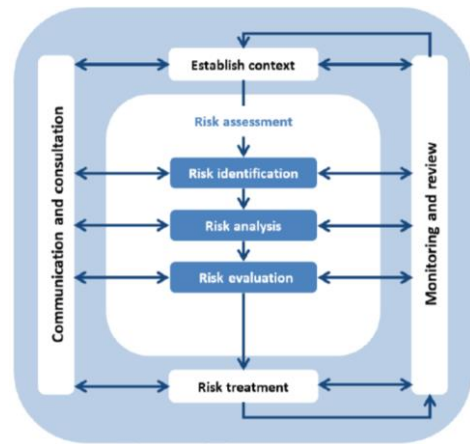 Establish context
Risk assessment
Risk identification
Risk analysis
Risk evaluation
Risk treatment
Communication and consultation
Monitoring and review